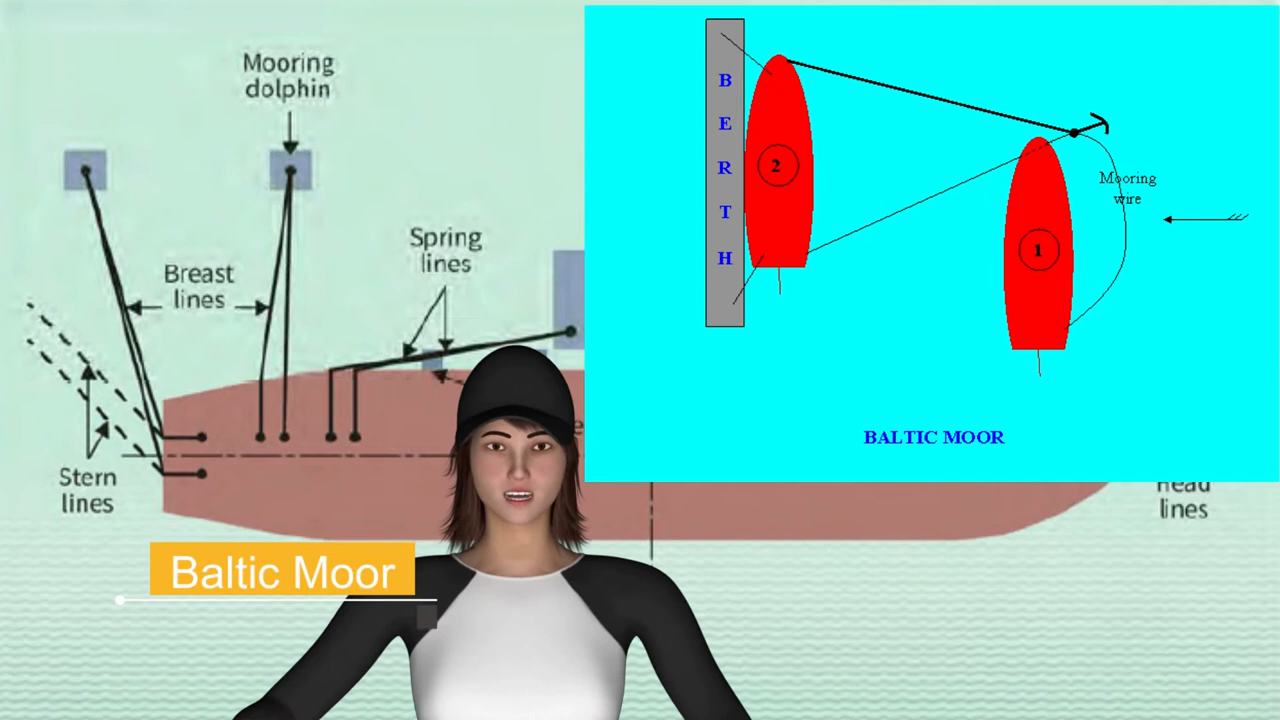 Mooring
dolphin
Breast
lines
Spring
lines
Stern
lines
Head
lines
B
E
R
T
H
2
1
Mooring
wire
BALTIC MOOR
Baltic Moor